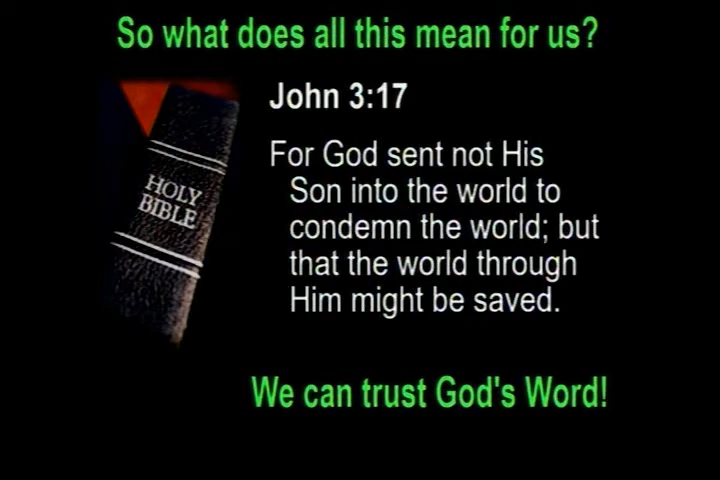 So what does all this mean for us?
John 3:17
For God sent not His
Son into the world to
condemn the world; but
that the world through
Him might be saved.
HOLY
BIBLE
We can trust God's Word!